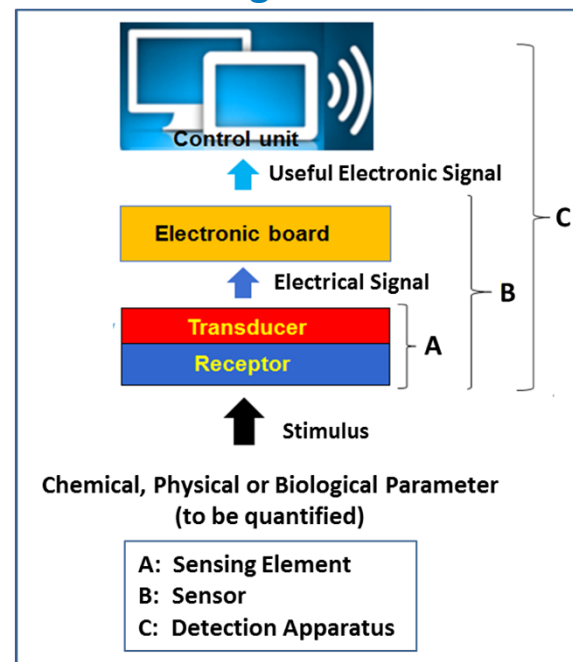 Control unit
Useful Electronic Signal
C
Electronic board
B
Electrical Signal
Transducer
A
Receptor
Stimulus
Chemical, Physical or Biological Parameter
(to be quantified)
A: Sensing Element
B: Sensor
C: Detection Apparatus